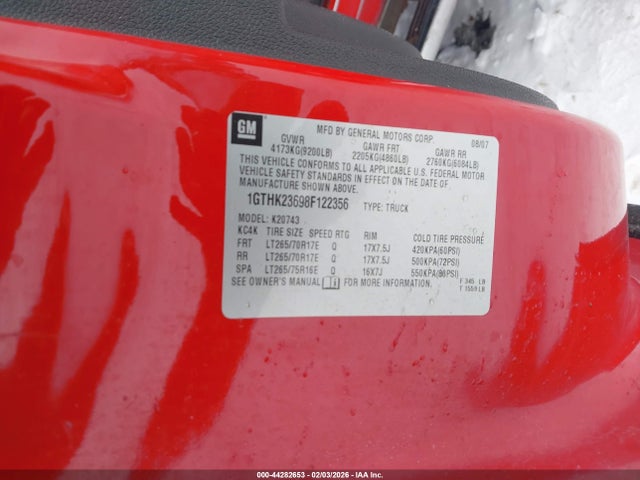 GM
MFD BY GENERAL MOTORS CORP. 08/07
GVWR GAWR FRT GAWR RR
4173KG(9200LB) 2205KG(4860LB) 2760KG(6084LB)
THIS VEHICLE CONFORMS TO ALL APPLICABLE U.S. FEDERAL MOTOR
VEHICLE SAFETY STANDARDS IN EFFECT ON THE DATE OF
MANUFACTURE SHOWN ABOVE.
1GTHK23698F122356 TYPE: TRUCK
MODEL: K20743
KC4K TIRE SIZE SPEED RTG RIM COLD TIRE PRESSURE
FRT LT265/70R17E Q 17X7.5J 420KPA(60PSI)
RR LT265/70R17E Q 17X7.5J 500KPA(72PSI)
SPA LT265/75R16E Q 16X7J 550KPA(80PSI)
SEE OWNER'S MANUAL FOR MORE INFORMATION. F 345 LB
T 1559 LB
000-44282653 - 02/03/2026 - IAA Inc.